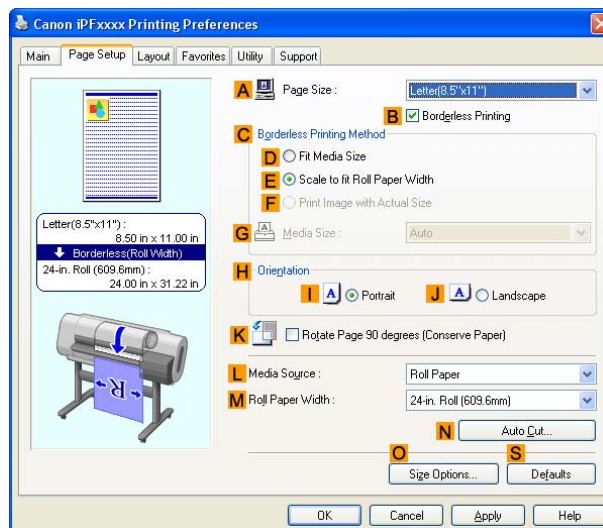 Canon iPFxxxx Printing Preferences
Main Page Setup Layout Favorites Utility Support
A Page Size : Letter(8.5"x11")
B Borderless Printing
C Borderless Printing Method
D Fit Media Size
E Scale to fit Roll Paper Width
F Print Image with Actual Size
G Media Size : Auto
Letter(8.5"x11") :
8.50 in x 11.00 in
Borderless(Roll Width)
24-in. Roll (609.6mm) :
24.00 in x 31.22 in
R
H Orientation
I A Portrait J A Landscape
K Rotate Page 90 degrees (Conserve Paper)
L Media Source : Roll Paper
M Roll Paper Width : 24-in. Roll (609.6mm)
N Auto Cut...
O S
Size Options... Defaults
OK Cancel Apply Help